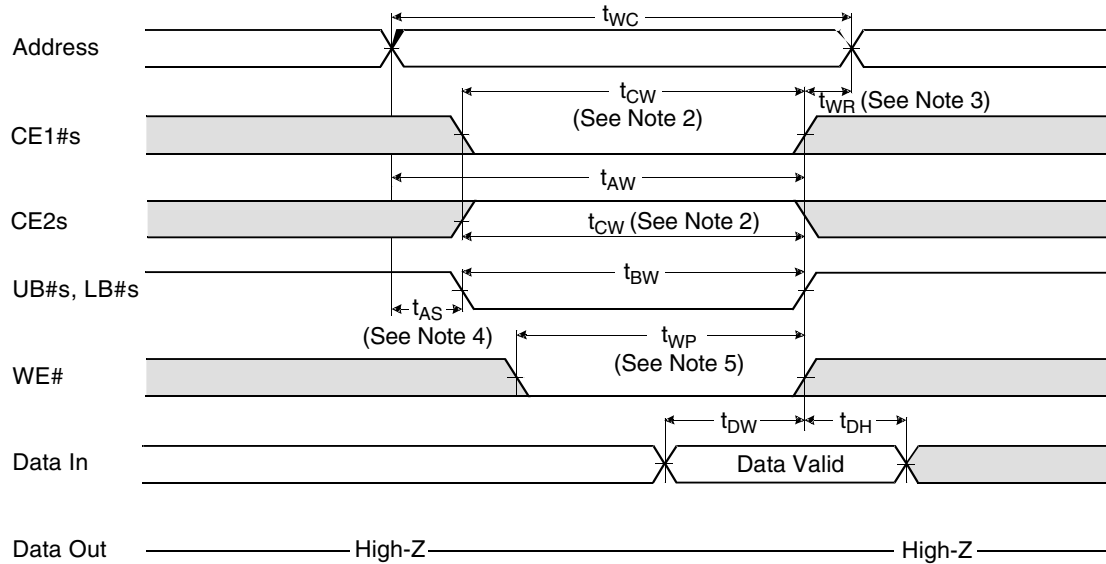 tWC
Address
tCW
(See Note 2)
tWR (See Note 3)
CE1#s
tAW
CE2s
tCW (See Note 2)
UB#s, LB#s
tBW
tAS
(See Note 4)
tWP
(See Note 5)
WE#
tDW
tDH
Data In
Data Valid
Data Out
High-Z
High-Z